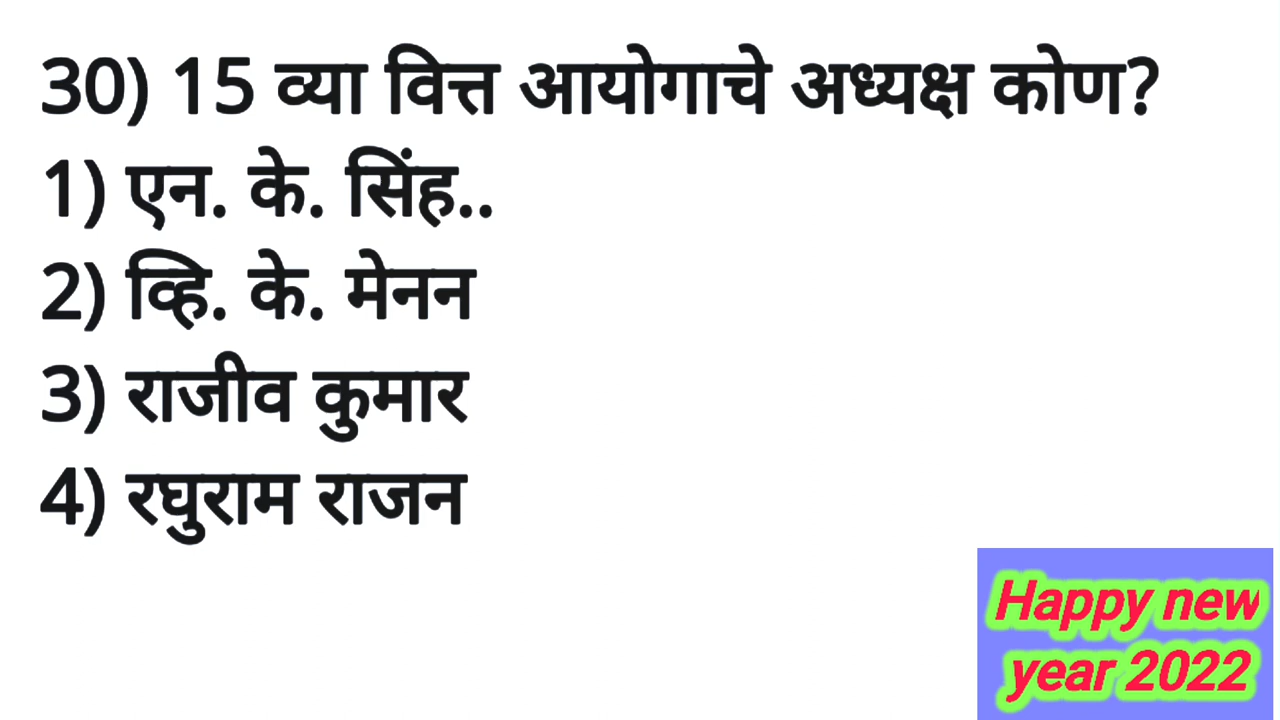 30) 15 व्या वित्त आयोगाचे अध्यक्ष कोण?
1) एन. के. सिंह..
2) व्हि. के. मेनन
3) राजीव कुमार
4) रघुराम राजन
Happy new
year 2022